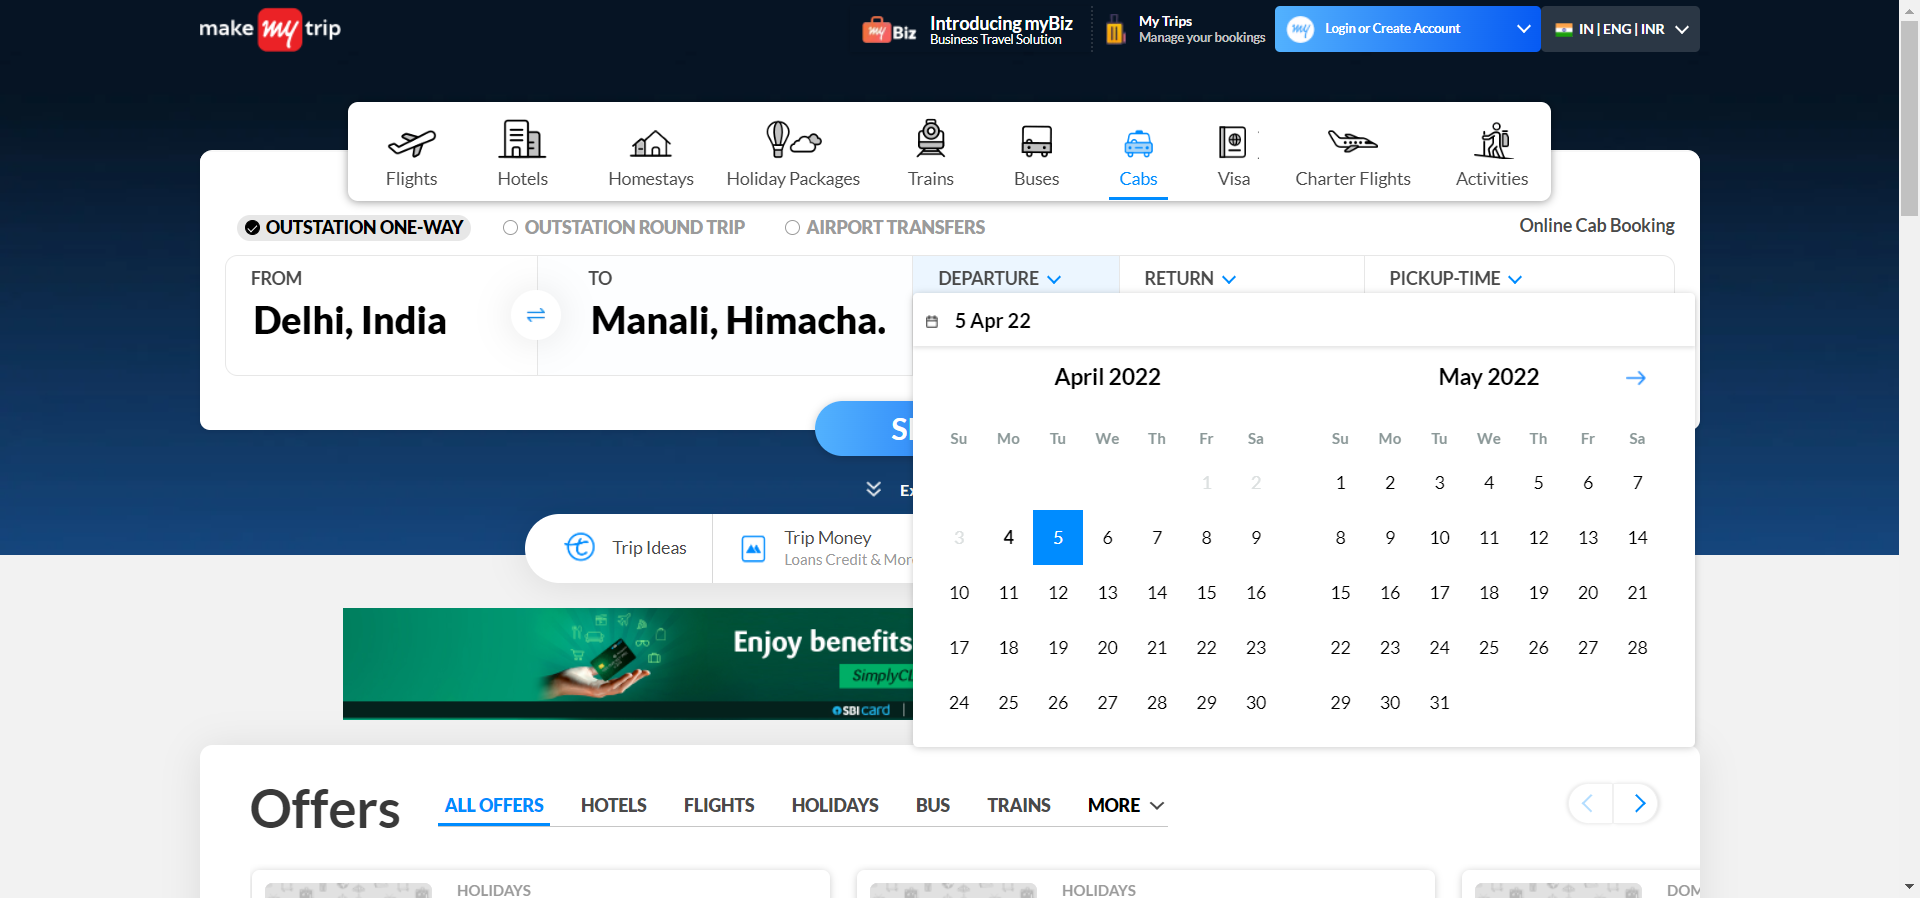 make my trip
my Biz
Introducing myBiz
Business Travel Solution
My Trips
Manage your bookings
my
Login or Create Account
IN | ENG | INR
Flights
Hotels
Homestays
Holiday Packages
Trains
Buses
Cabs
Visa
Charter Flights
Activities
OUTSTATION ONE-WAY
OUTSTATION ROUND TRIP
AIRPORT TRANSFERS
Online Cab Booking
FROM
Delhi, India
TO
Manali, Himacha.
DEPARTURE
RETURN
PICKUP-TIME
5 Apr 22
April 2022
Su Mo Tu We Th Fr Sa
1 2
3 4 5 6 7 8 9
10 11 12 13 14 15 16
17 18 19 20 21 22 23
24 25 26 27 28 29 30
May 2022
Su Mo Tu We Th Fr Sa
1 2 3 4 5 6 7
8 9 10 11 12 13 14
15 16 17 18 19 20 21
22 23 24 25 26 27 28
29 30 31
Trip Ideas
Trip Money
Loans Credit & Mor
Enjoy benefits
SimplyCL
SBI card
Offers
ALL OFFERS
HOTELS
FLIGHTS
HOLIDAYS
BUS
TRAINS
MORE
HOLIDAYS
HOLIDAYS
DOM